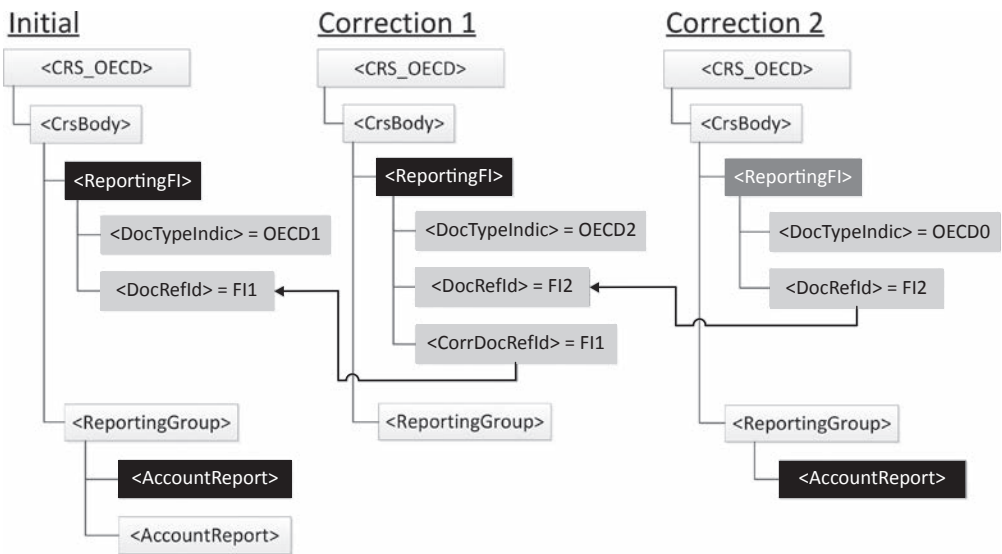 Initial
<CRS_OECD>
<CrsBody>
<ReportingFI>
<DocTypeIndic> = OECD1
<DocRefId> = FI1
<ReportingGroup>
<AccountReport>
<AccountReport>
Correction 1
<CRS_OECD>
<CrsBody>
<ReportingFI>
<DocTypeIndic> = OECD2
<DocRefId> = FI2
<CorrDocRefId> = FI1
<ReportingGroup>
Correction 2
<CRS_OECD>
<CrsBody>
<ReportingFI>
<DocTypeIndic> = OECD0
<DocRefId> = FI2
<ReportingGroup>
<AccountReport>